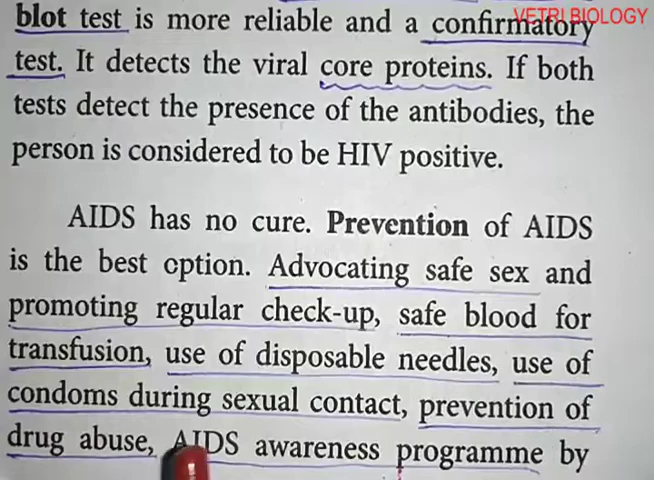 VETRI BIOLOGY
blot test is more reliable and a confirmatory
test. It detects the viral core proteins. If both
tests detect the presence of the antibodies, the
person is considered to be HIV positive.
AIDS has no cure. Prevention of AIDS
is the best option. Advocating safe sex and
promoting regular check-up, safe blood for
transfusion, use of disposable needles, use of
condoms during sexual contact, prevention of
drug abuse, AIDS awareness programme by